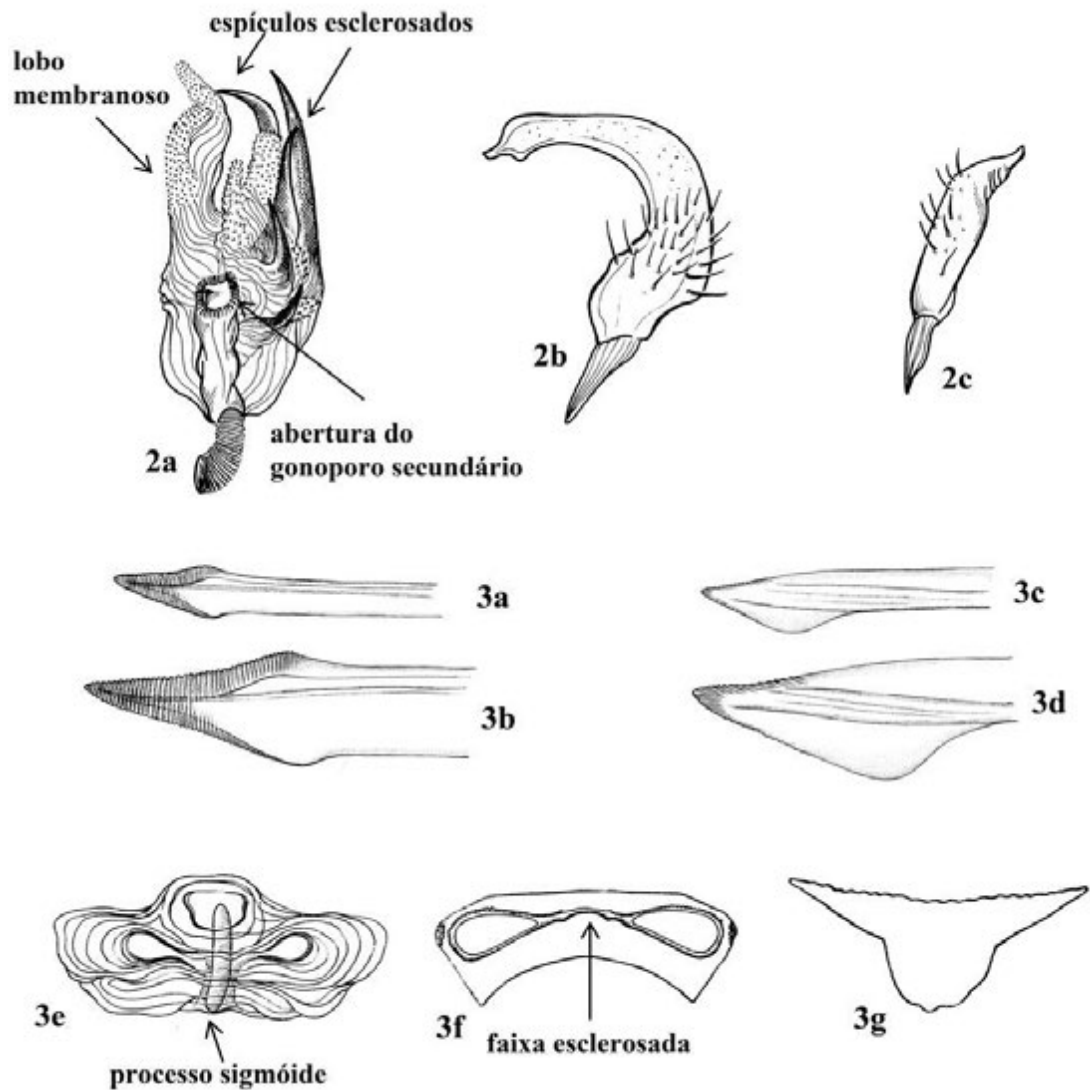 espículos esclerosados
lobo
membranoso
2a
2b
2c
abertura do
gonoporo secundário
3a
3c
3b
3d
3e
3f
3g
processo sigmóide
faixa esclerosada